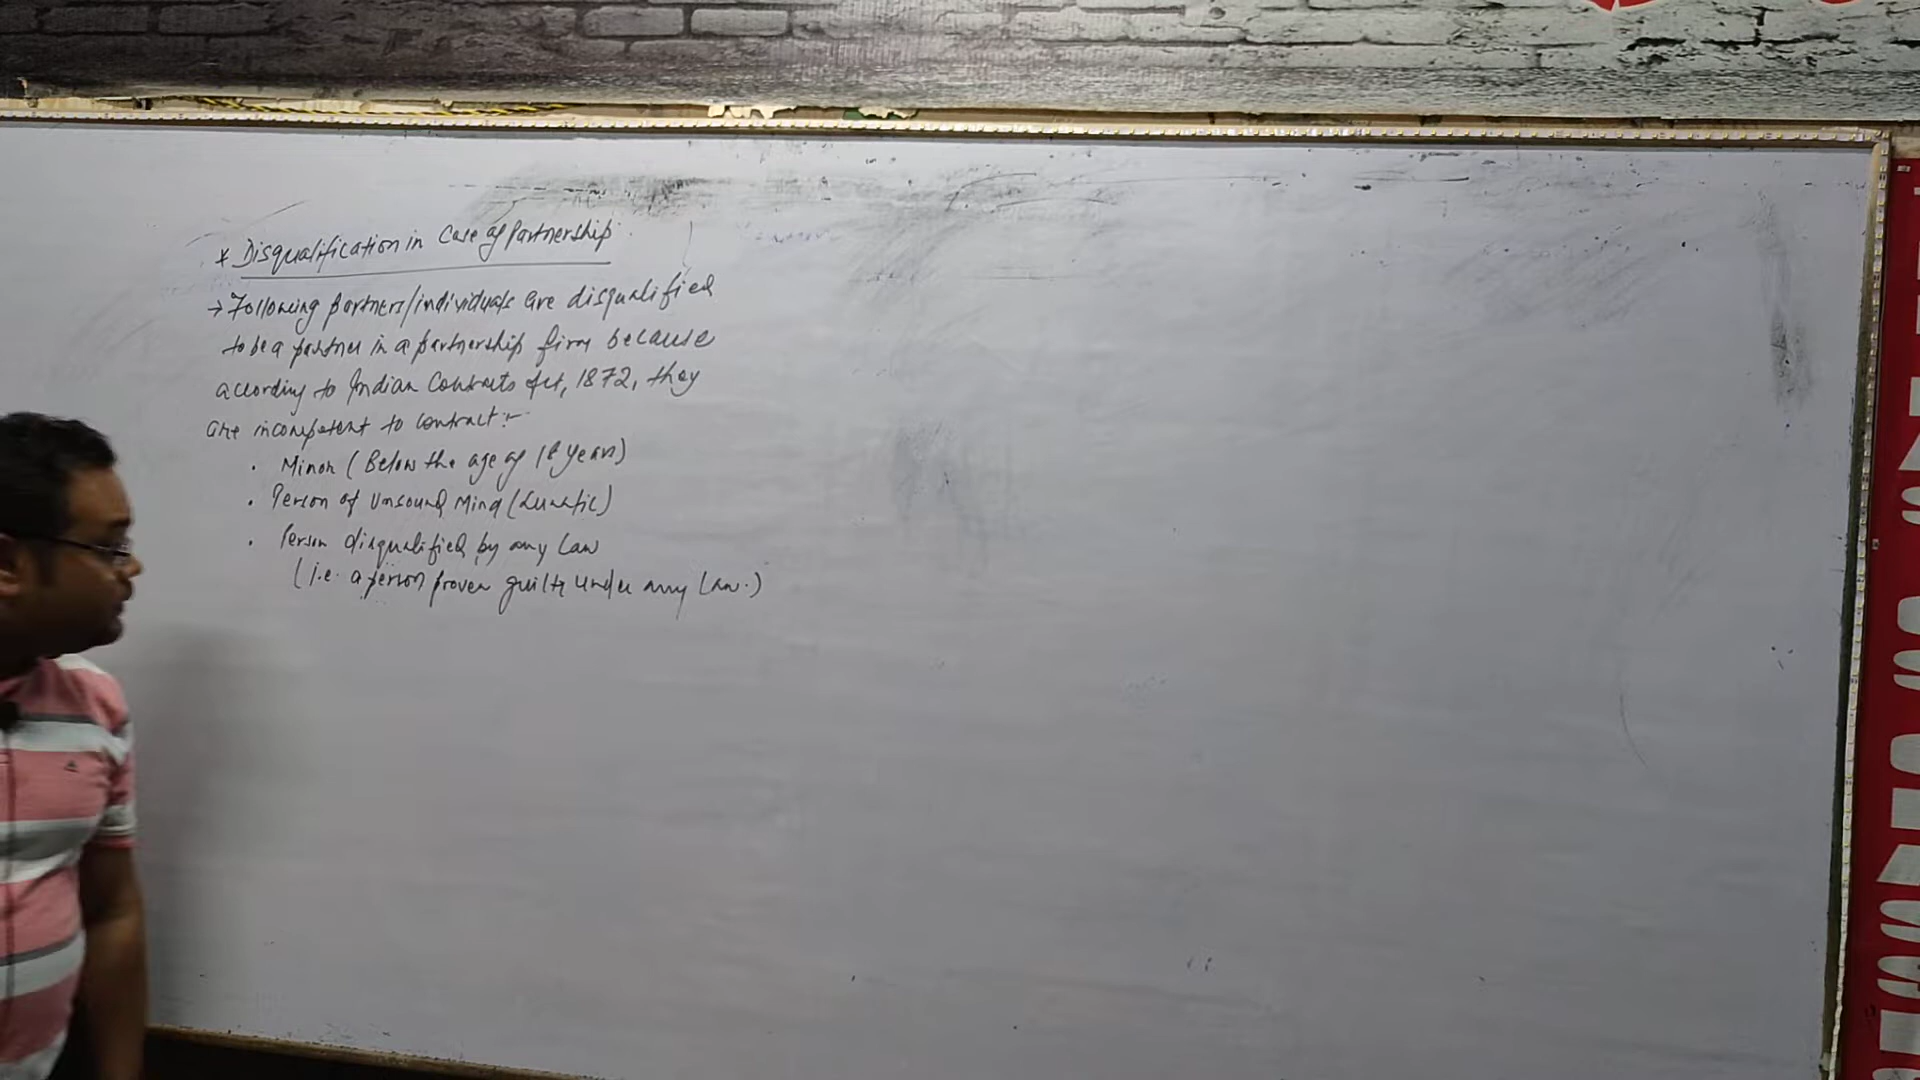 * Disqualification in Case of Partnership
→ Following partners/individuals are disqualified
to be a partner in a partnership firm because
according to Indian Contracts Act, 1872, they
are incompetent to contract:-
• Minor (Below the age of 18 years)
• Person of Unsound Mind (Lunatic)
• Person disqualified by any Law
(i.e. a person proven guilty under any Law.)